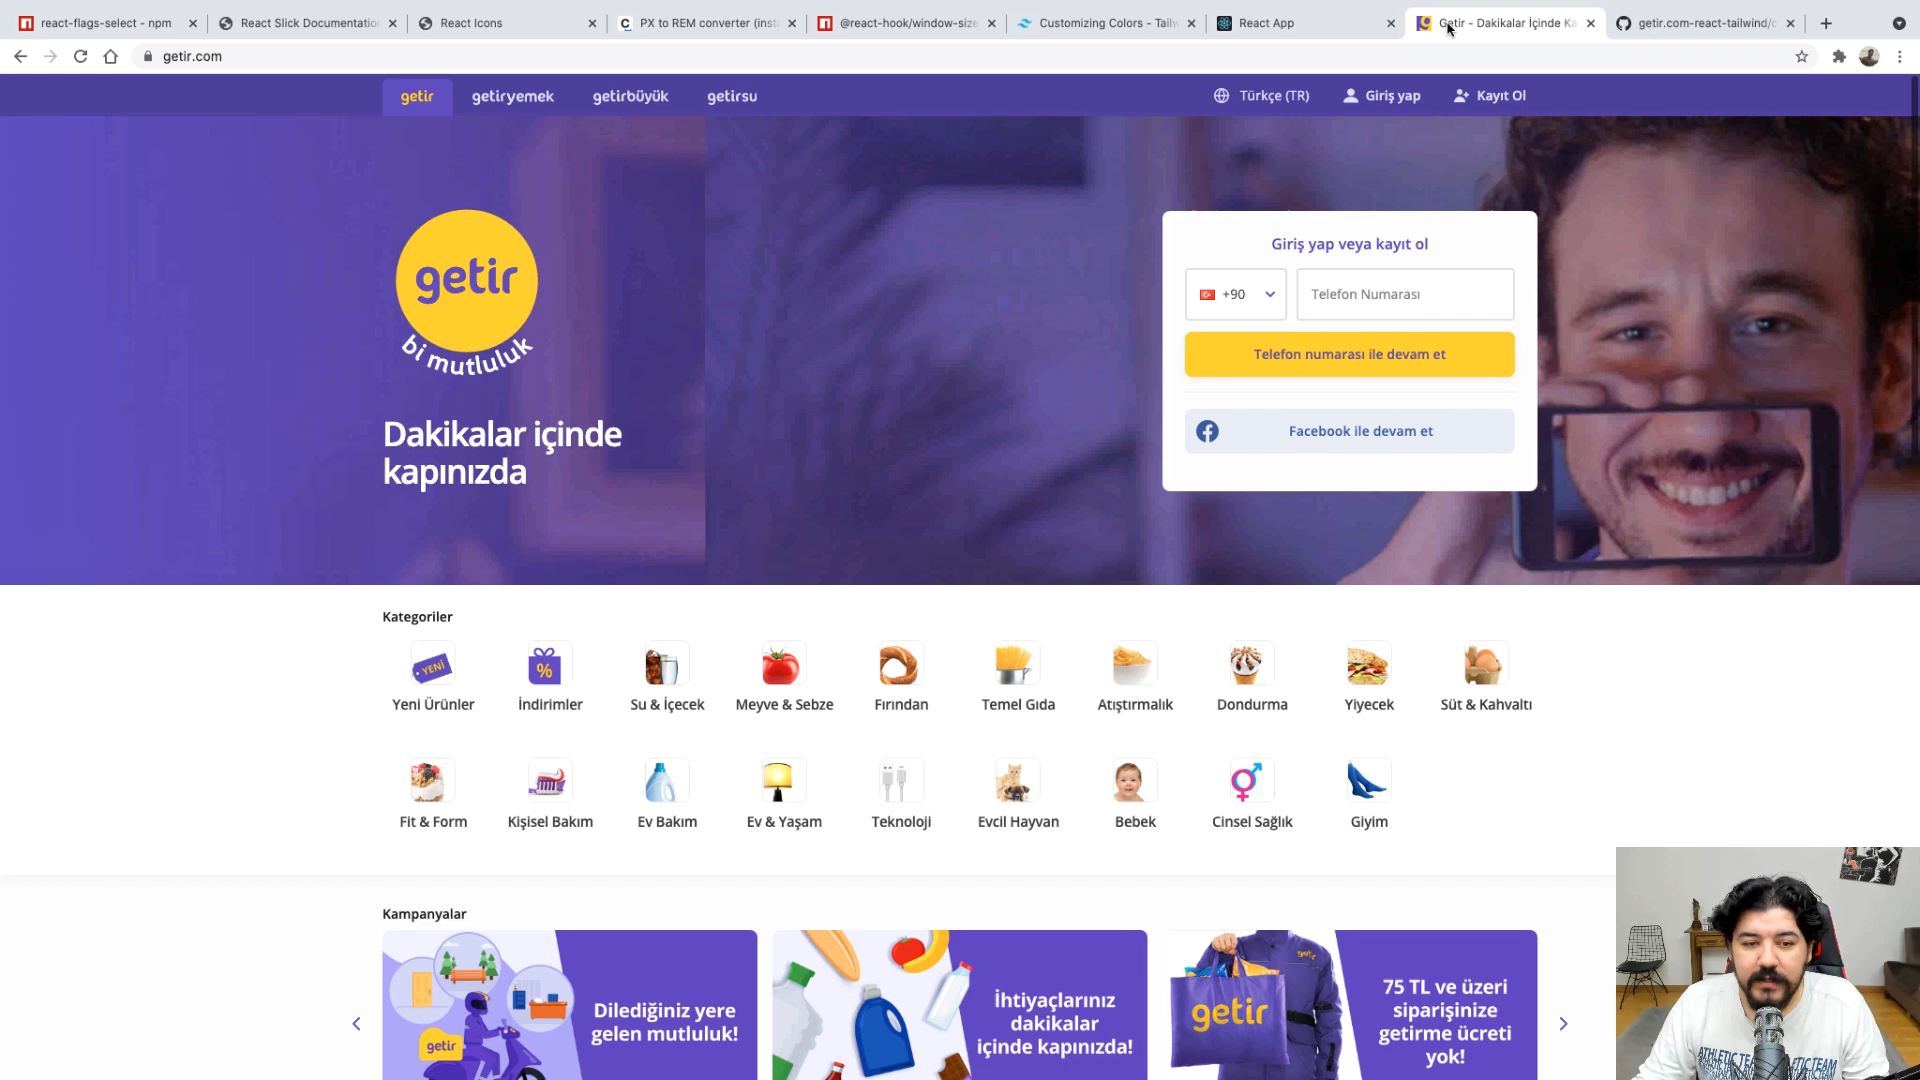 react-flags-select - npm
React Slick Documentatio
React Icons
PX to REM converter (insta
@react-hook/window-size
Customizing Colors - Tailw
React App
Getir - Dakikalar İçinde Ka
getir.com-react-tailwind/c
getir.com
getir
getiryemek
getirbüyük
getirsu
Türkçe (TR)
Giriş yap
Kayıt Ol
getir
bi mutluluk
Dakikalar içinde
kapınızda
Giriş yap veya kayıt ol
+90
Telefon Numarası
Telefon numarası ile devam et
Facebook ile devam et
Kategoriler
YENİ
%
Yeni Ürünler
İndirimler
Su & İçecek
Meyve & Sebze
Fırından
Temel Gıda
Atıştırmalık
Dondurma
Yiyecek
Süt & Kahvaltı
Fit & Form
Kişisel Bakım
Ev Bakım
Ev & Yaşam
Teknoloji
Evcil Hayvan
Bebek
Cinsel Sağlık
Giyim
Kampanyalar
getir
Dilediğiniz yere
gelen mutluluk!
İhtiyaçlarınız
dakikalar
içinde kapınızda!
getir
getir
75 TL ve üzeri
siparişinize
getirme ücreti
yok!